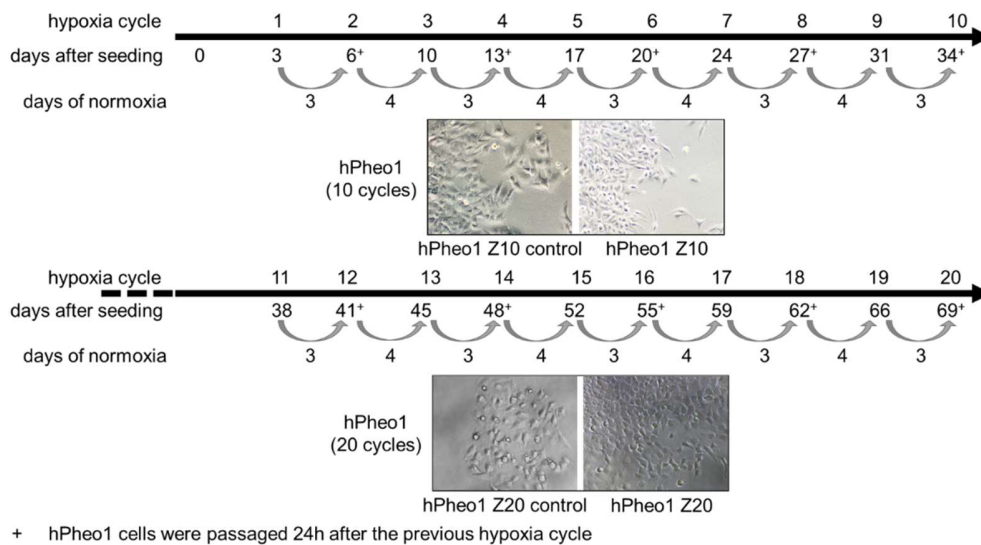 hypoxia cycle 1 2 3 4 5 6 7 8 9 10
days after seeding 0 3 6+ 10 13+ 17 20+ 24 27+ 31 34+
days of normoxia 3 4 3 4 3 4 3 4 3
hPheo1
(10 cycles)
hPheo1 Z10 control hPheo1 Z10
hypoxia cycle 11 12 13 14 15 16 17 18 19 20
days after seeding 38 41+ 45 48+ 52 55+ 59 62+ 66 69+
days of normoxia 3 4 3 4 3 4 3 4 3
hPheo1
(20 cycles)
hPheo1 Z20 control hPheo1 Z20
+ hPheo1 cells were passaged 24h after the previous hypoxia cycle